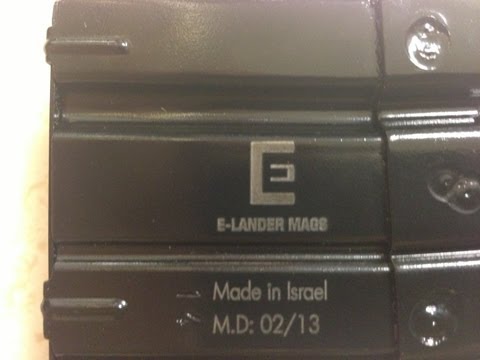 E
E-LANDER MAGS
Made in Israel
M.D: 02/13